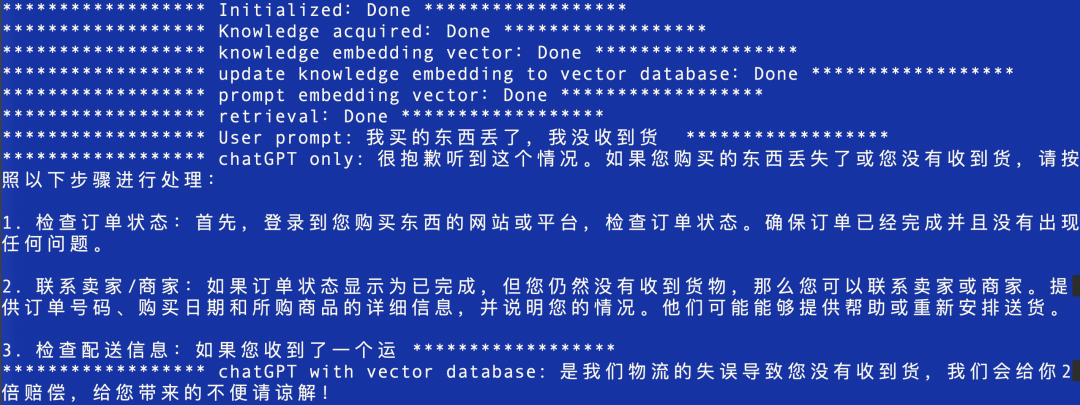 ****************** Initialized: Done ******************
****************** Knowledge acquired: Done ******************
****************** knowledge embedding vector: Done ******************
****************** update knowledge embedding to vector database: Done ******************
****************** prompt embedding vector: Done ******************
****************** retrieval: Done ******************
****************** User prompt: 我买的东西丢了，我没收到货  ******************
****************** chatGPT only: 很抱歉听到这个情况。如果您购买的东西丢失了或您没有收到货，请按
照以下步骤进行处理：
1. 检查订单状态：首先，登录到您购买东西的网站或平台，检查订单状态。确保订单已经完成并且没有出现
任何问题。
2. 联系卖家/商家：如果订单状态显示为已完成，但您仍然没有收到货物，那么您可以联系卖家或商家。提
供订单号码、购买日期和所购商品的详细信息，并说明您的情况。他们可能能够提供帮助或重新安排送货。
3. 检查配送信息：如果您收到了一个运 ******************
****************** chatGPT with vector database: 是我们物流的失误导致您没有收到货，我们会给你2
倍赔偿，给您带来的不便请谅解！